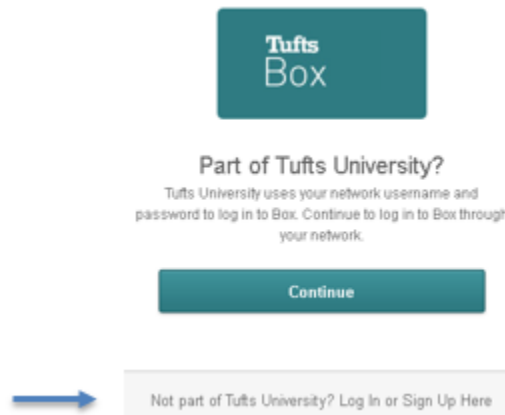 Tufts
Box
Part of Tufts University?
Tufts University uses your network username and
password to log in to Box. Continue to log in to Box through
your network.
Continue
Not part of Tufts University? Log In or Sign Up Here